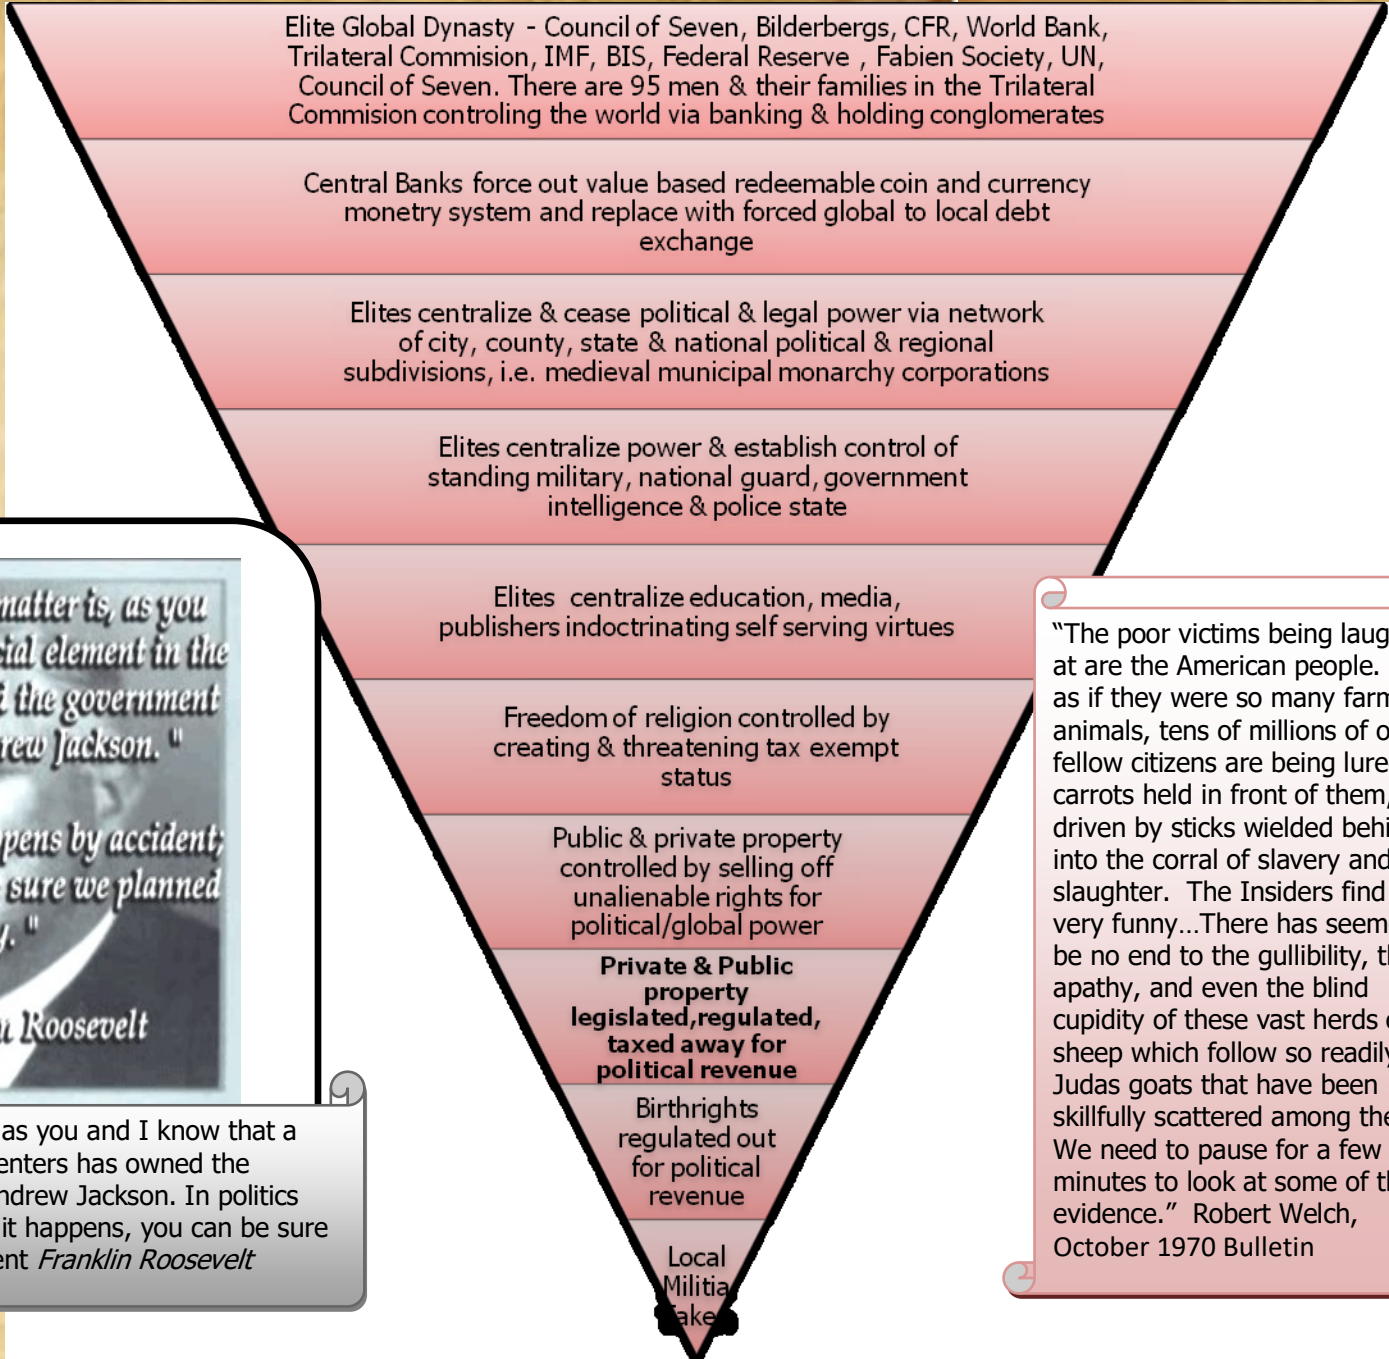 Elite Global Dynasty - Council of Seven, Bilderbergs, CFR, World Bank,
Trilateral Commision, IMF, BIS, Federal Reserve , Fabien Society, UN,
Council of Seven. There are 95 men & their families in the Trilateral
Commision controling the world via banking & holding conglomerates
Central Banks force out value based redeemable coin and currency
monetry system and replace with forced global to local debt
exchange
Elites centralize & cease political & legal power via network
of city, county, state & national political & regional
subdivisions, i.e. medieval municipal monarchy corporations
Elites centralize power & establish control of
standing military, national guard, government
intelligence & police state
Elites centralize education, media,
publishers indoctrinating self serving virtues
Freedom of religion controlled by
creating & threatening tax exempt
status
Public & private property
controlled by selling off
unalienable rights for
political/global power
Private & Public
property
legislated,regulated,
taxed away for
political revenue
Birthrights
regulated out
for political
revenue
Local
Militia
matter is, as you
element in the
the government
Jackson. "
by accident;
sure we planned
"
Roosevelt
as you and I know that a
enters has owned the
ndrew Jackson. In politics
it happens, you can be sure
ent Franklin Roosevelt
“The poor victims being laug
at are the American people.
as if they were so many farm
animals, tens of millions of o
fellow citizens are being lure
carrots held in front of them,
driven by sticks wielded behi
into the corral of slavery and
slaughter. The Insiders find
very funny...There has seem
be no end to the gullibility, th
apathy, and even the blind
cupidity of these vast herds
sheep which follow so readily
Judas goats that have been
skillfully scattered among the
We need to pause for a few
minutes to look at some of th
evidence.” Robert Welch,
October 1970 Bulletin